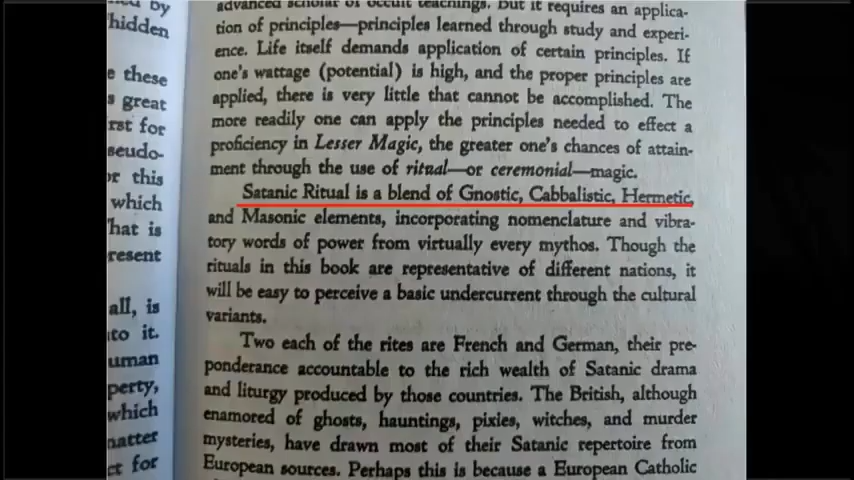 ed by
hidden
e these
s great
rst for
seudo-
or this
which
hat is
resent
all, is
to it.
uman
perty,
which
natter
ct for
advanced scholar of occult teachings. But it requires an applica-
tion of principles—principles learned through study and experi-
ence. Life itself demands application of certain principles. If
one's wattage (potential) is high, and the proper principles are
applied, there is very little that cannot be accomplished. The
more readily one can apply the principles needed to effect a
proficiency in Lesser Magic, the greater one's chances of attain-
ment through the use of ritual—or ceremonial—magic.
Satanic Ritual is a blend of Gnostic, Cabbalistic, Hermetic,
and Masonic elements, incorporating nomenclature and vibra-
tory words of power from virtually every mythos. Though the
rituals in this book are representative of different nations, it
will be easy to perceive a basic undercurrent through the cultural
variants.
Two each of the rites are French and German, their pre-
ponderance accountable to the rich wealth of Satanic drama
and liturgy produced by those countries. The British, although
enamored of ghosts, hauntings, pixies, witches, and murder
mysteries, have drawn most of their Satanic repertoire from
European sources. Perhaps this is because a European Catholic